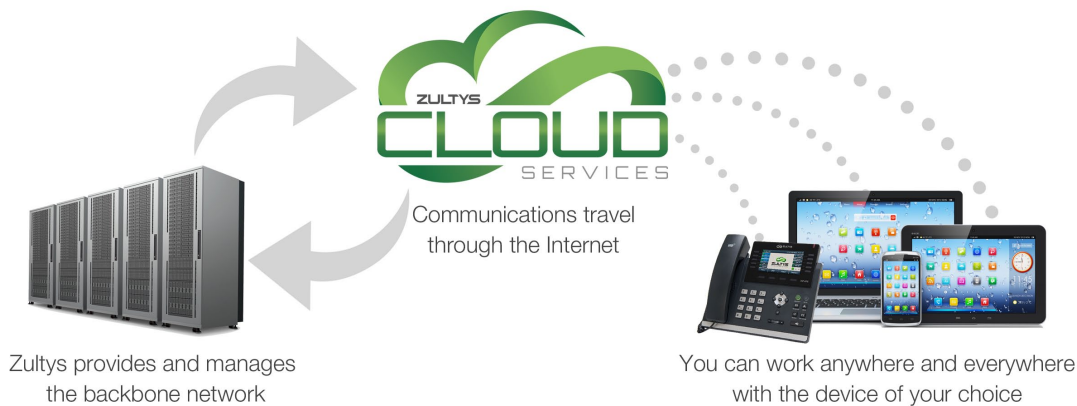 ZULTYS
CLOUD
SERVICES
Communications travel
through the Internet
Zultys provides and manages
the backbone network
You can work anywhere and everywhere
with the device of your choice